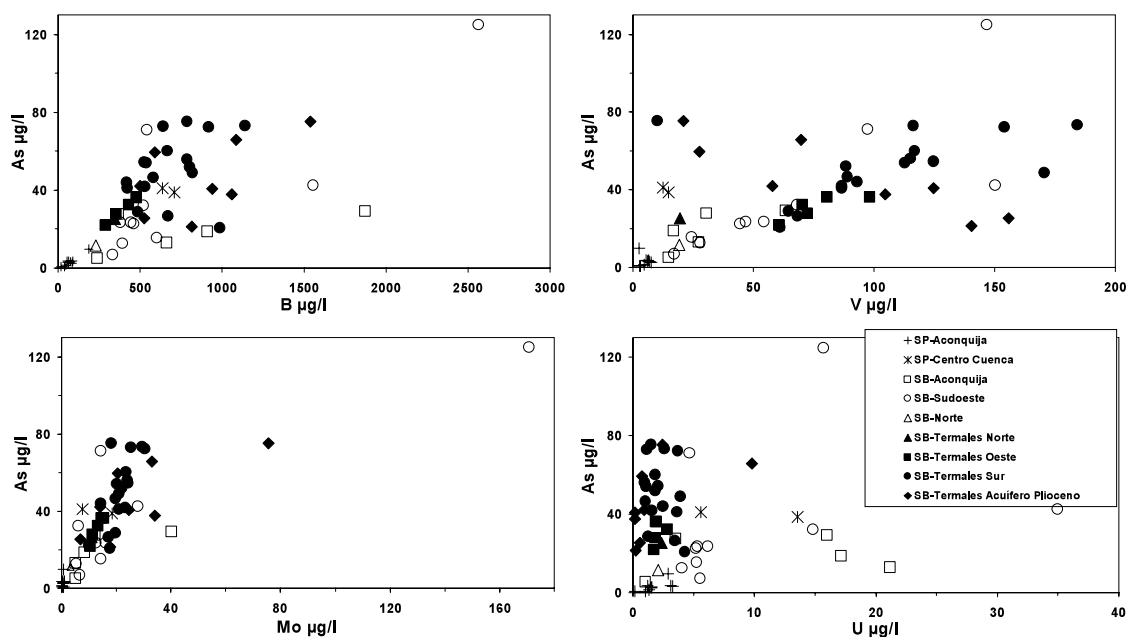 120
80
40
0
As µg/l
0 500 1000 1500 2000 2500 3000
B µg/l
120
80
40
0
As µg/l
0 50 100 150 200
V µg/l
120
80
40
0
As µg/l
0 40 80 120 160
Mo µg/l
120
80
40
0
As µg/l
0 10 20 30 40
U µg/l
SP-Aconquija
SP-Centro Cuenca
SB-Aconquija
SB-Sudoeste
SB-Norte
SB-Termales Norte
SB-Termales Oeste
SB-Termales Sur
SB-Termales Acuifero Plioceno